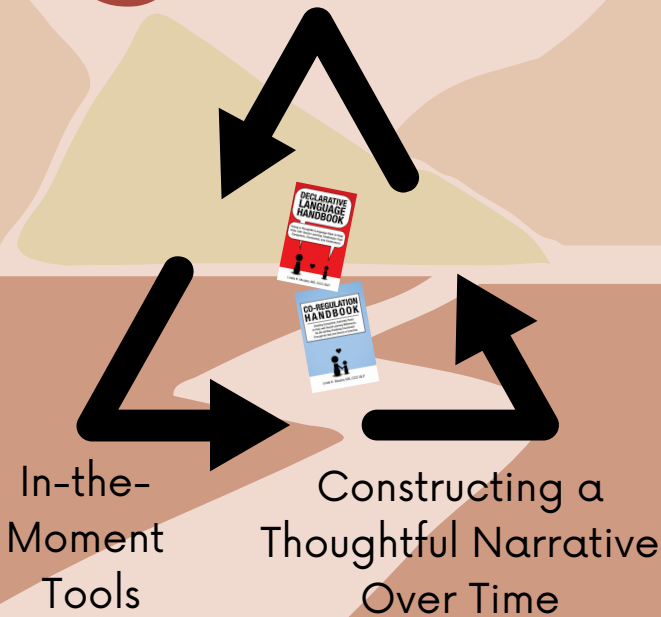 DECLARATIVE
LANGUAGE
HANDBOOK
CO-REGULATION
HANDBOOK
In-the-
Moment
Tools
Constructing a
Thoughtful Narrative
Over Time